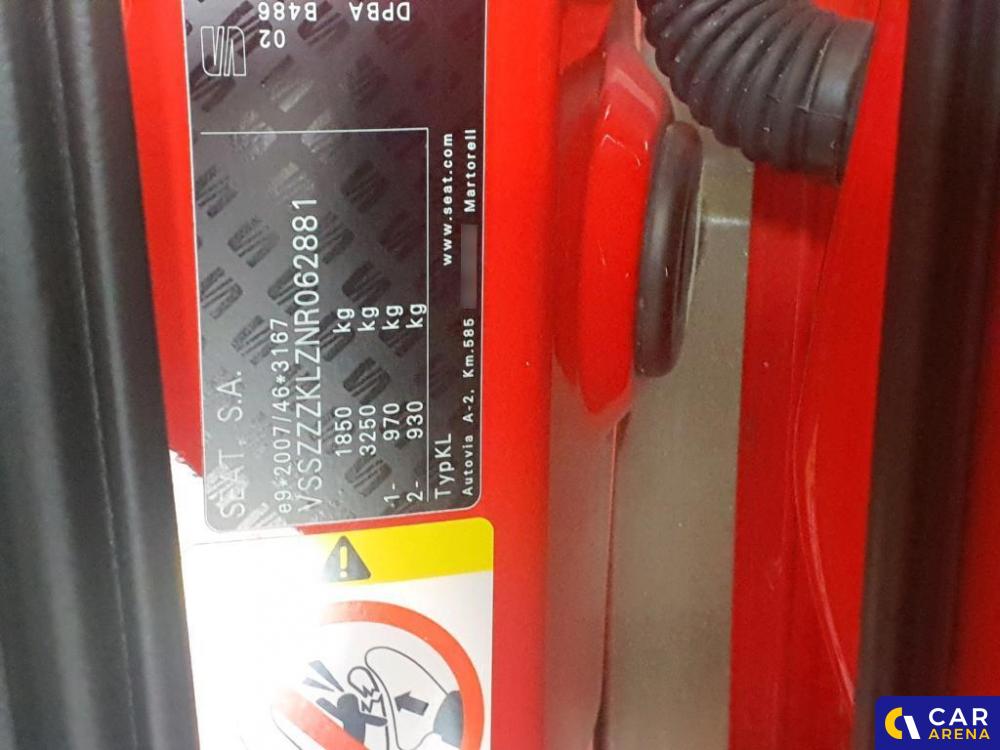 SEAT, S.A.
e9*2007/46*3167
VSSZZZKLZNR062881
1850 kg
3250 kg
1- 970 kg
2- 930 kg
TypKL
www.seat.com
Autovia A-2, Km.585 Martorell
02
B486
DPBA
CAR
ARENA